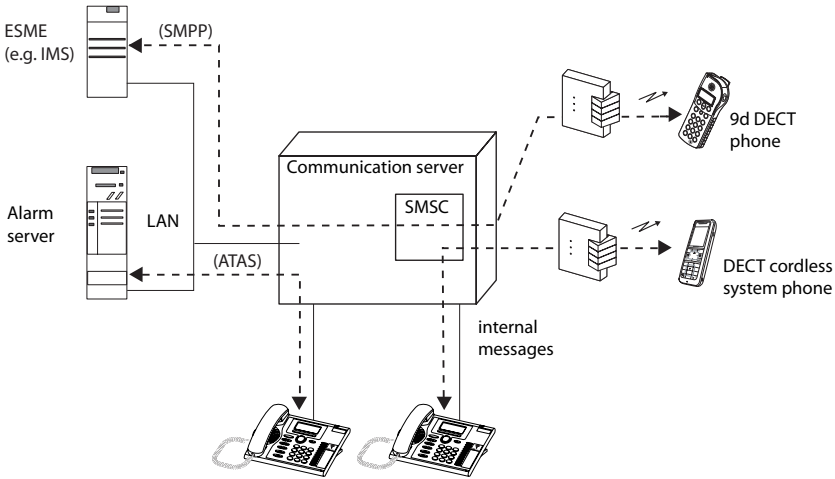 ESME
(e.g. IMS)
(SMPP)
9d DECT
phone
Communication server
SMSC
Alarm
server
LAN
(ATAS)
DECT cordless
system phone
internal
messages